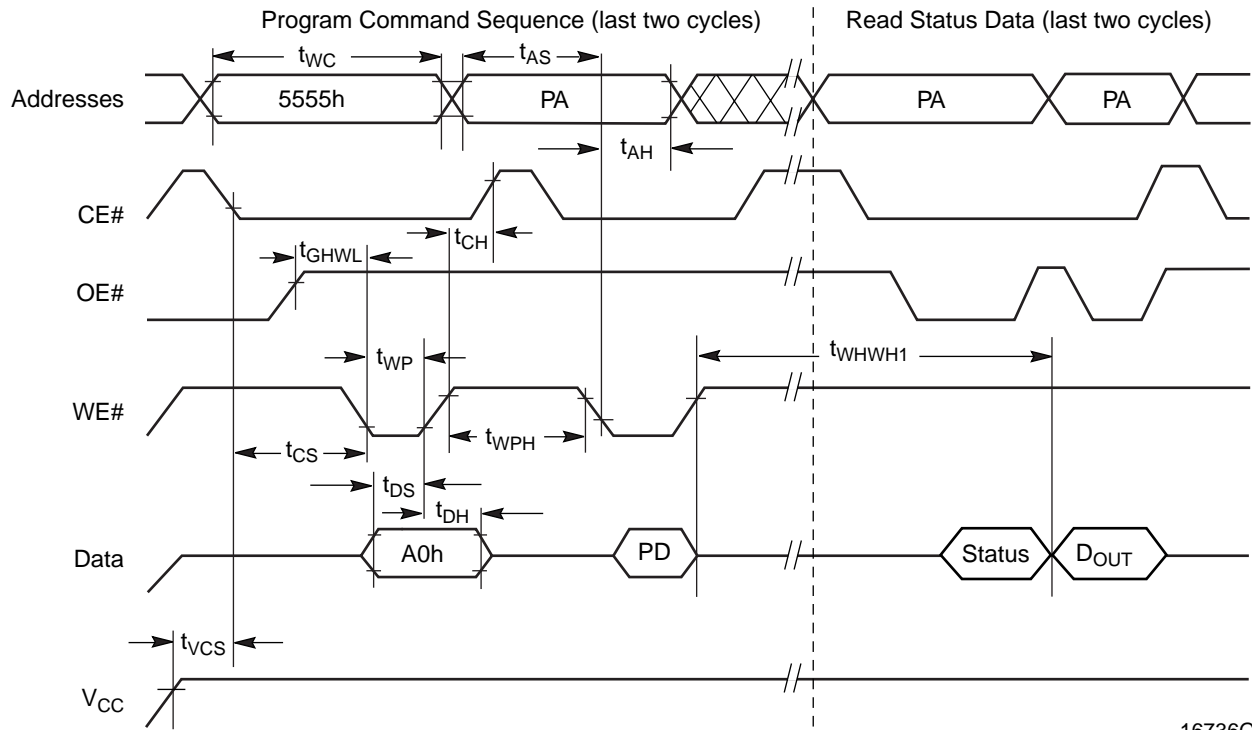 Program Command Sequence (last two cycles)
Read Status Data (last two cycles)
tWC
tAS
Addresses
5555h
PA
PA
PA
tAH
CE#
tCH
tGHWL
OE#
tWHWH1
tWP
WE#
tWPH
tCS
tDS
tDH
Data
A0h
PD
Status
DOUT
tVCS
VCC